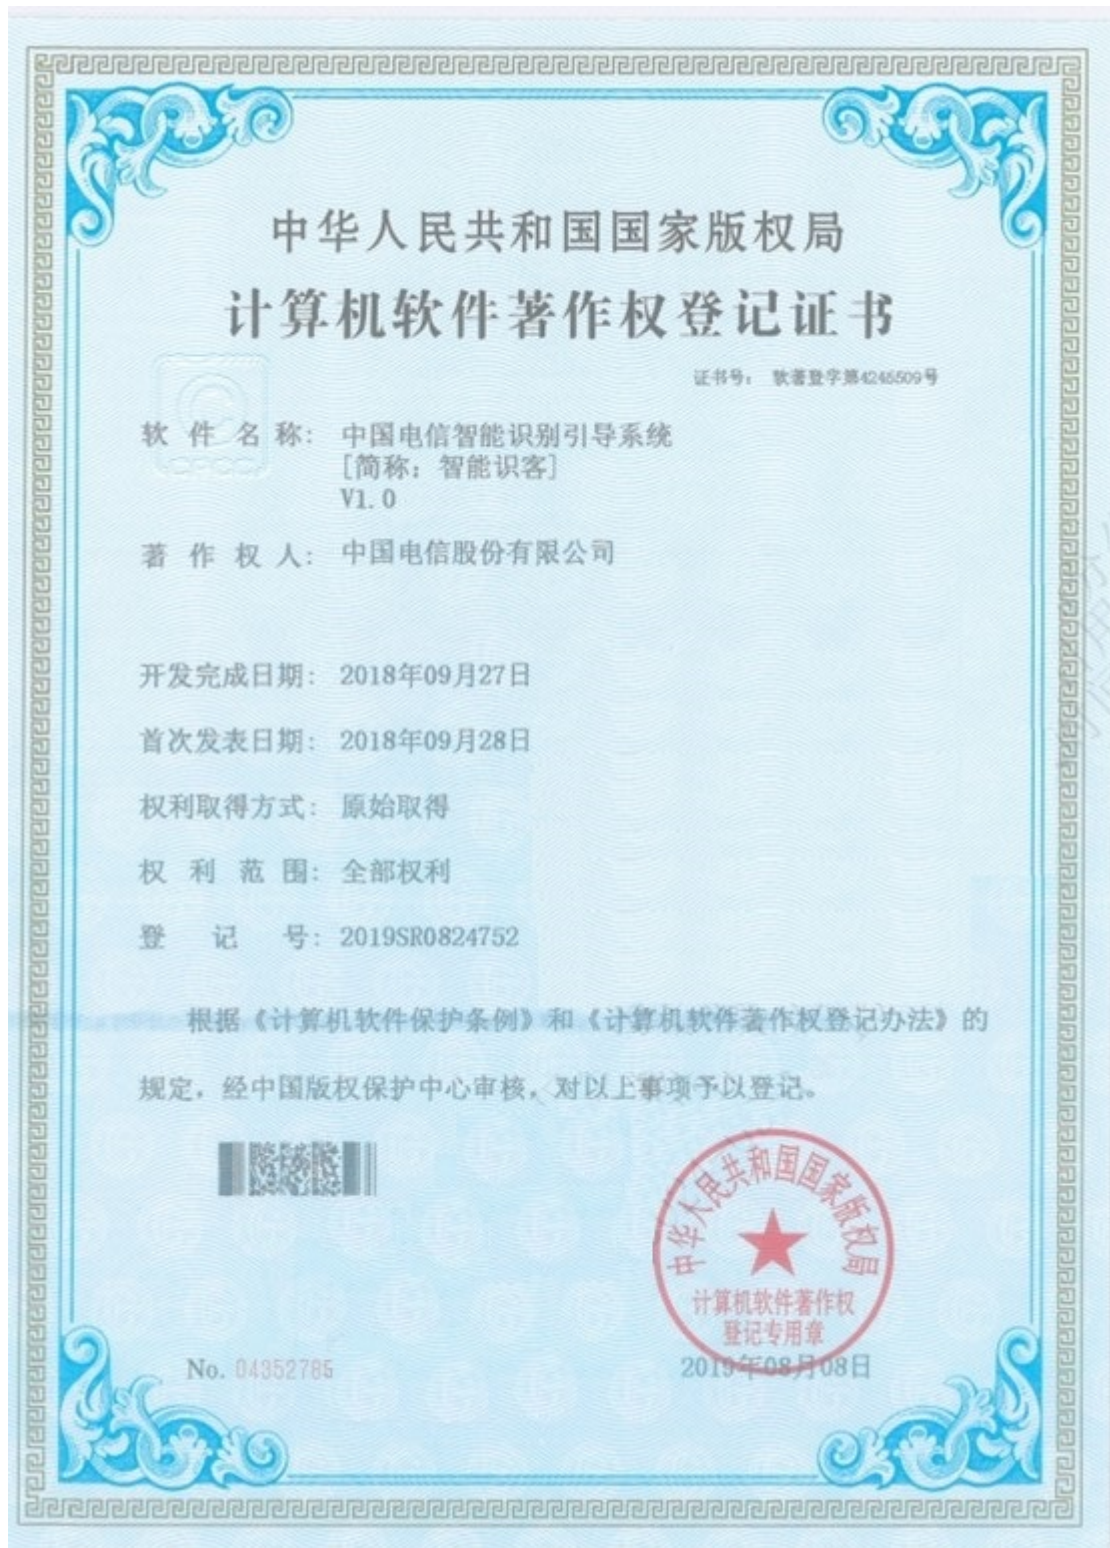 中华人民共和国国家版权局
计算机软件著作权登记证书
证书号： 软著登字第4245509号
软件名称： 中国电信智能识别引导系统
[简称：智能识客]
V1.0
著作权人： 中国电信股份有限公司
开发完成日期： 2018年09月27日
首次发表日期： 2018年09月28日
权利取得方式： 原始取得
权利范围： 全部权利
登记号： 2019SR0824752
根据《计算机软件保护条例》和《计算机软件著作权登记办法》的
规定，经中国版权保护中心审核，对以上事项予以登记。
中华人民共和国国家版权局
计算机软件著作权
登记专用章
No. 04352785
2019年08月08日